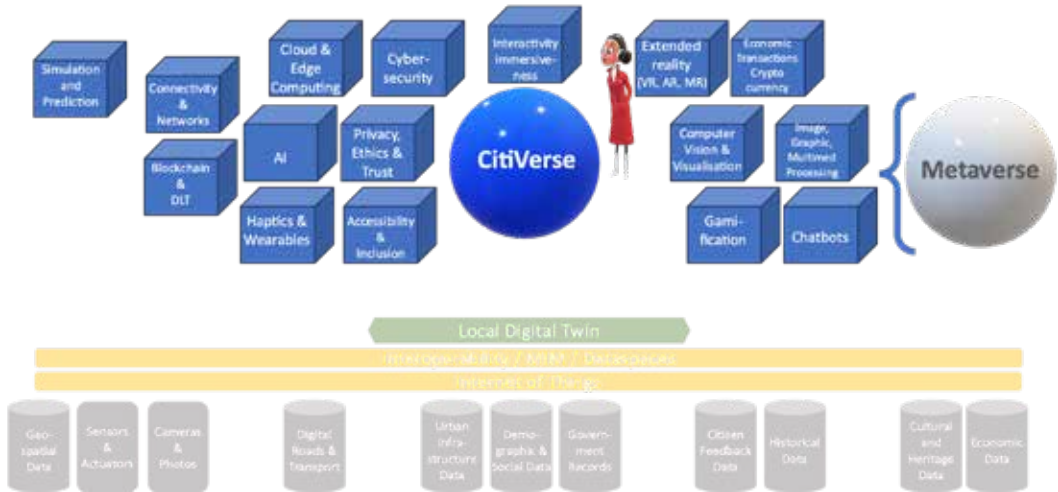 Simulation
and
Prediction
Connectivity
&
Networks
Cloud &
Edge
Computing
Cyber-
security
Interactivity
Immersive-
ness
Extended
reality
(VR, AR, MR)
Economic
transactions
Crypto
currency
Blockchain
&
DLT
AI
Privacy,
Ethics &
Trust
CitiVerse
Computer
Vision &
Visualisation
Image,
Graphic,
Multimed
Processing
Metaverse
Haptics &
Wearables
Accessibility
&
Inclusion
Gami-
fication
Chatbots
Local Digital Twin
Interoperability / MIM / Dataspaces
Internet of Things
Geo-
spatial
Data
Sensors
&
Actuators
Cameras
&
Photos
Digital
Roads &
Transport
Urban
Infra-
structure
Data
Demo-
graphic &
Social Data
Govern-
ment
Records
Citizen
Feedback
Data
Historical
Data
Cultural
and
Heritage
Data
Economic
Data